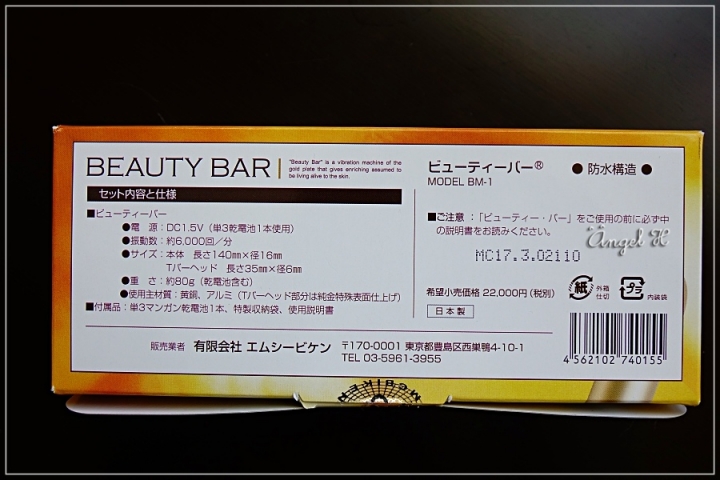 BEAUTY BAR
"Beauty Bar" is a vibration machine of the
gold plate that gives enriching assumed to
be living alive to the skin.
セット内容と仕様
■ビューティーバー
●電　源：DC1.5V（単3乾電池1本使用）
●振動数：約6,000回／分
●サイズ：本体　長さ140mm×径16mm
Tバーヘッド　長さ35mm×径6mm
●重　さ：約80g（乾電池含む）
●使用主材質：黄銅、アルミ（Tバーヘッド部分は純金特殊表面仕上げ）
■付属品：単3マンガン乾電池1本、特製収納袋、使用説明書
ビューティーバー®
MODEL BM-1
●防水構造●
■ご注意：「ビューティー・バー」をご使用の前に必ず中
の説明書をお読みください。
Angel H
MC17.3.02110
希望小売価格 22,000円（税別）
日本製
紙
外箱
仕切
プラ
内装袋
4 562102 740155
販売業者　有限会社 エムシービケン　〒170-0001 東京都豊島区西巣鴨4-10-1
TEL 03-5961-3955
MCBIKEN